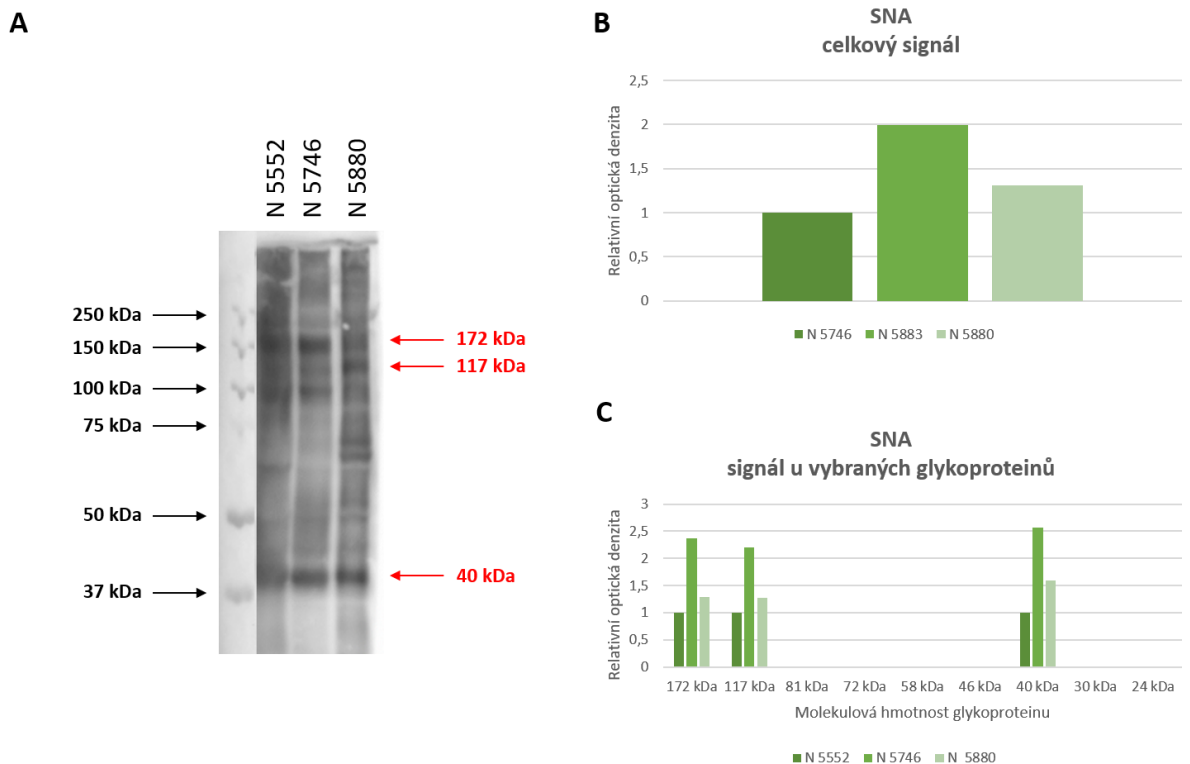 A
N 5552
N 5746
N 5880
250 kDa
150 kDa
100 kDa
75 kDa
50 kDa
37 kDa
172 kDa
117 kDa
40 kDa
B
SNA
celkový signál
Relativní optická denzita
2,5
2
1,5
1
0,5
0
N 5746 N 5883 N 5880
C
SNA
signál u vybraných glykoproteinů
Relativní optická denzita
3
2,5
2
1,5
1
0,5
0
172 kDa 117 kDa 81 kDa 72 kDa 58 kDa 46 kDa 40 kDa 30 kDa 24 kDa
Molekulová hmotnost glykoproteinu
N 5552 N 5746 N 5880